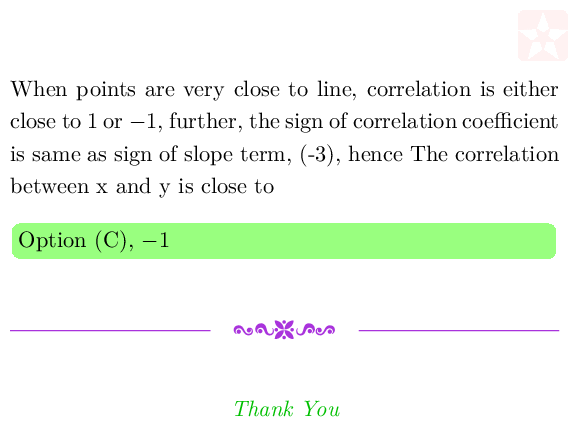 When points are very close to line, correlation is either
close to 1 or −1, further, the sign of correlation coefficient
is same as sign of slope term, (-3), hence The correlation
between x and y is close to
Option (C), −1
Thank You